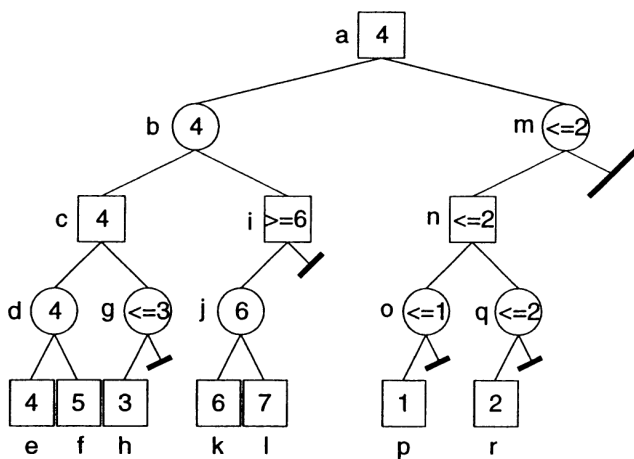 a 4
b 4 m <=2
c 4 i >=6 n <=2
d 4 g <=3 j 6 o <=1 q <=2
4 5 3 6 7 1 2
e f h k l p r